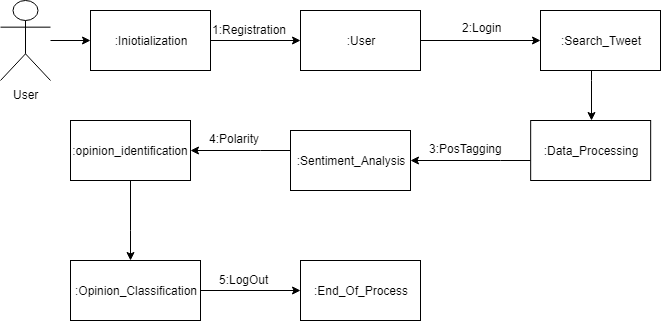 1:Registration
2:Login
:Iniotialization
:User
:Search_Tweet
User
4:Polarity
3:PosTagging
:opinion_identification
:Sentiment_Analysis
:Data_Processing
5:LogOut
:Opinion_Classification
:End_Of_Process